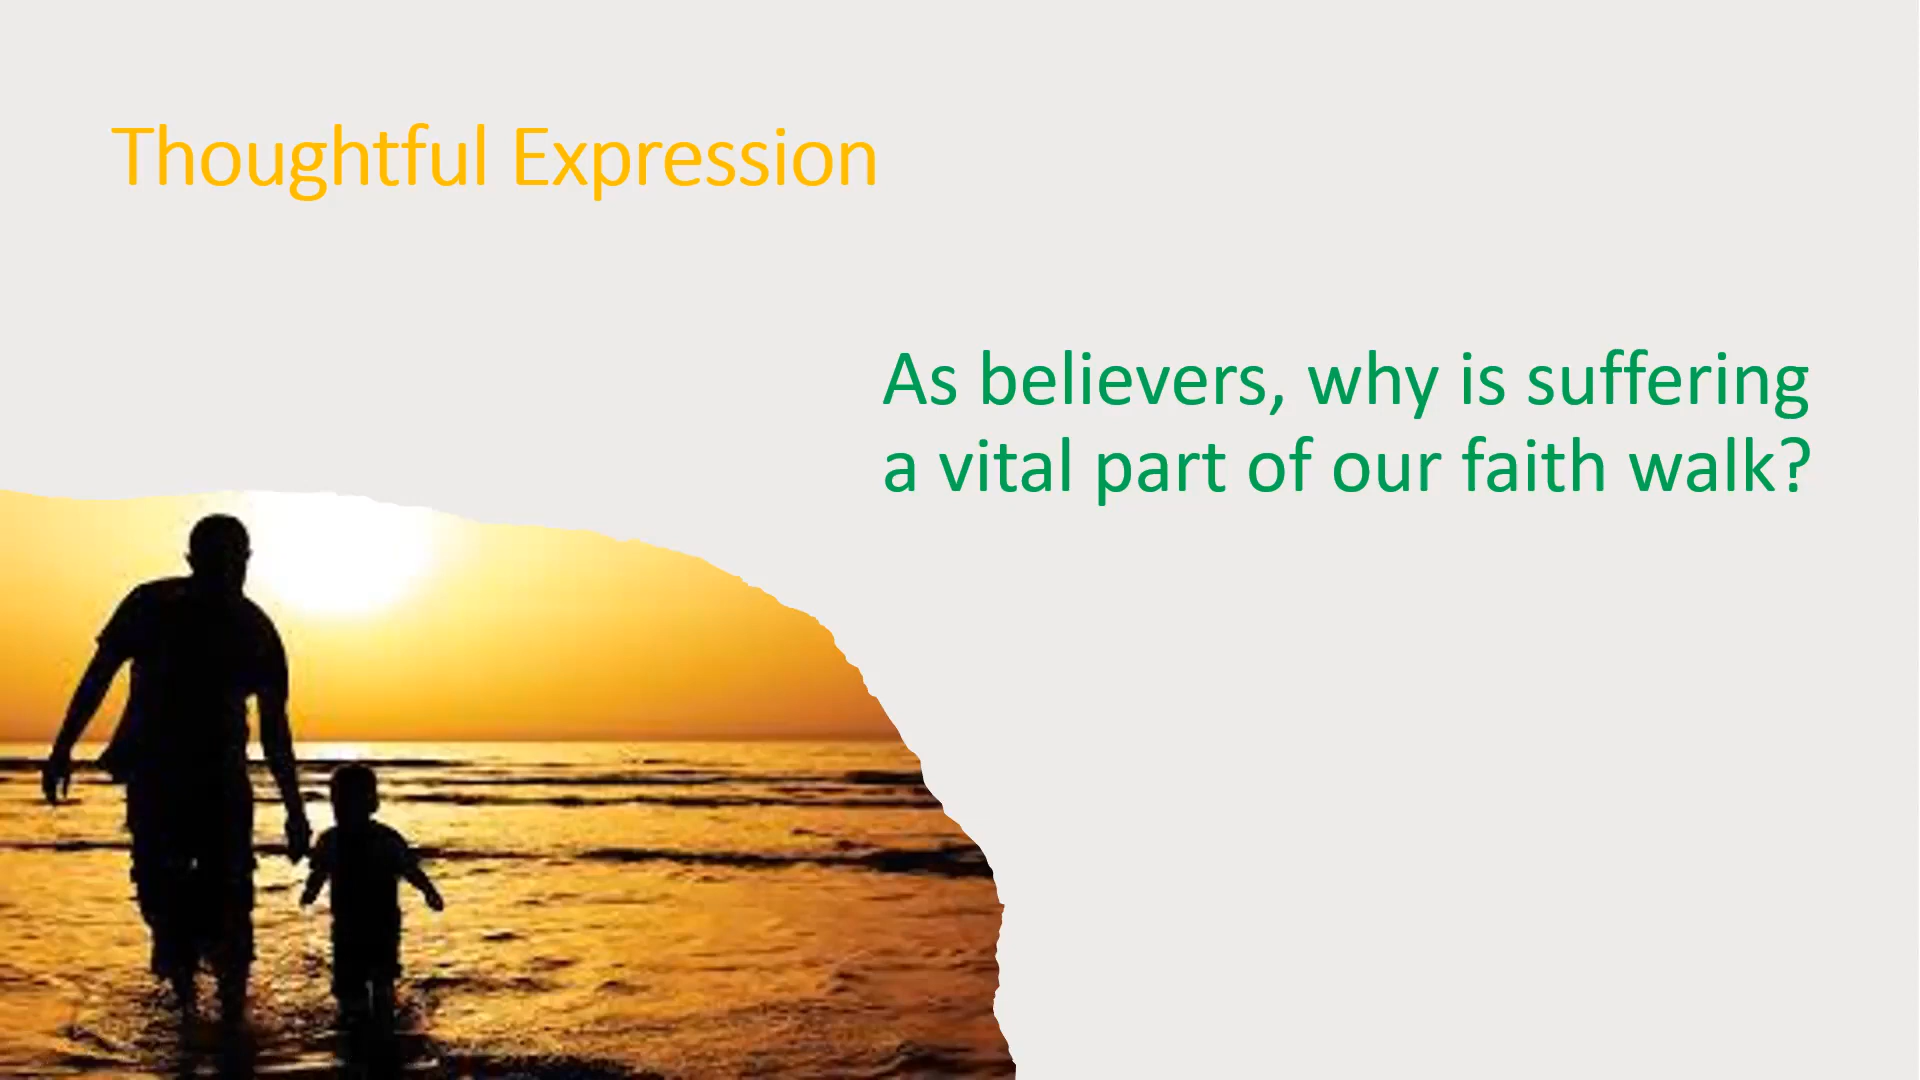 Thoughtful Expression
As believers, why is suffering
a vital part of our faith walk?